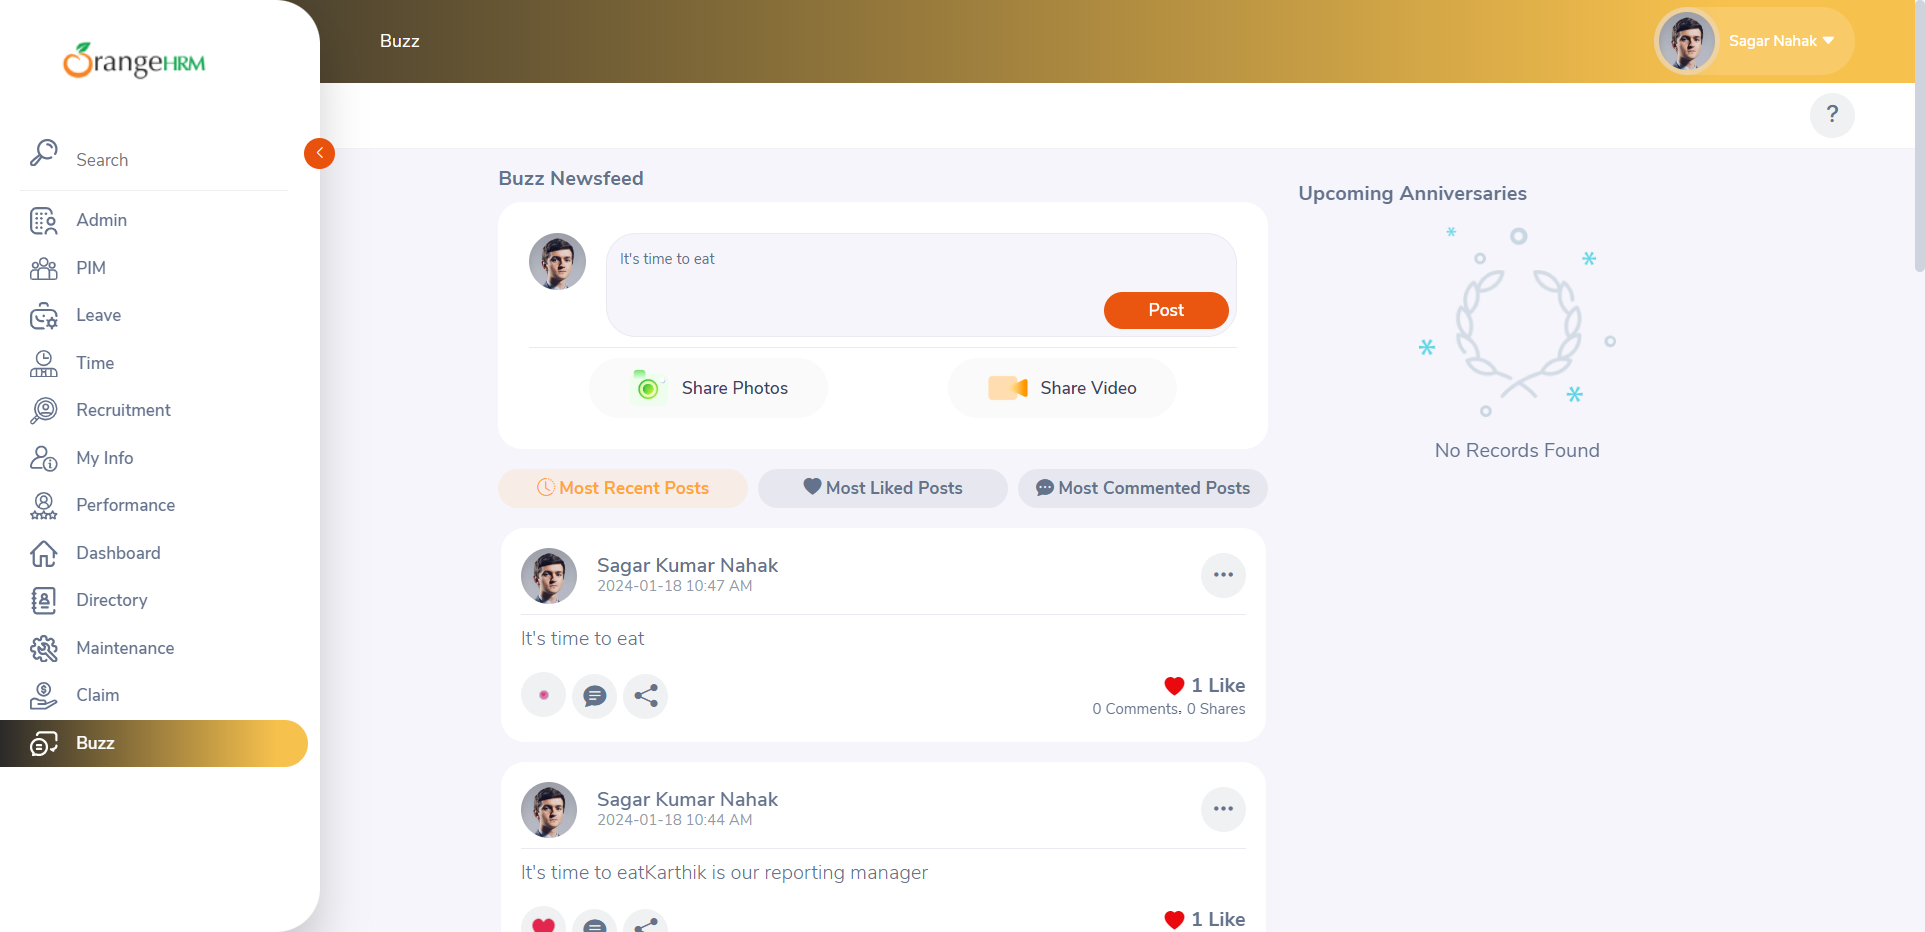 OrangeHRM
Buzz
Sagar Nahak
?
Search
Admin
PIM
Leave
Time
Recruitment
My Info
Performance
Dashboard
Directory
Maintenance
Claim
Buzz
Buzz Newsfeed
It's time to eat
Post
Share Photos
Share Video
Most Recent Posts
Most Liked Posts
Most Commented Posts
Sagar Kumar Nahak
2024-01-18 10:47 AM
It's time to eat
1 Like
0 Comments, 0 Shares
Sagar Kumar Nahak
2024-01-18 10:44 AM
It's time to eatKarthik is our reporting manager
1 Like
Upcoming Anniversaries
No Records Found